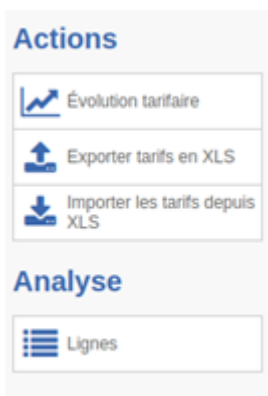 Actions
Évolution tarifaire
Exporter tarifs en XLS
Importer les tarifs depuis
XLS
Analyse
Lignes